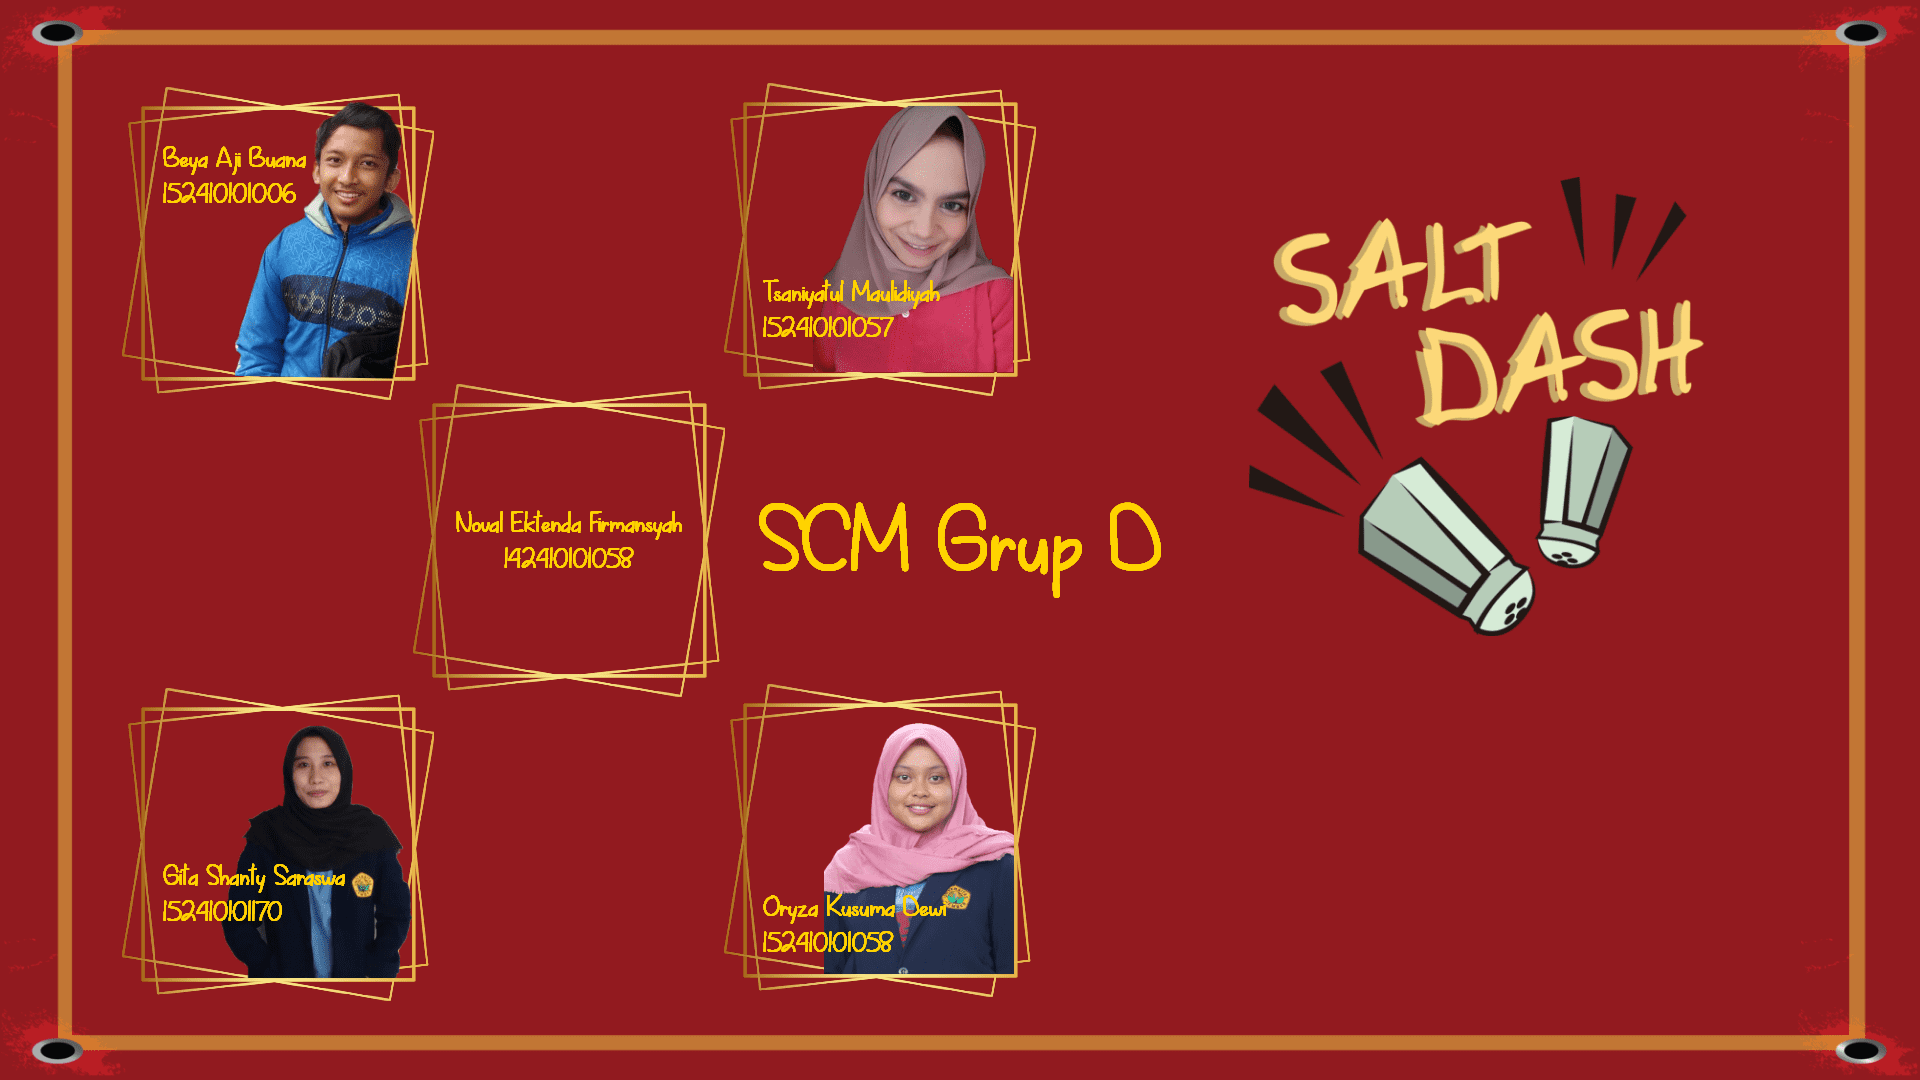 Beya Aji Buana
152410101006
Tsaniyatul Maulidiyah
152410101057
SALT
DASH
Noval Ektenda Firmansyah
142410101058
SCM Grup D
Gita Shanty Saraswa
152410101170
Oryza Kusuma Dewi
152410101058